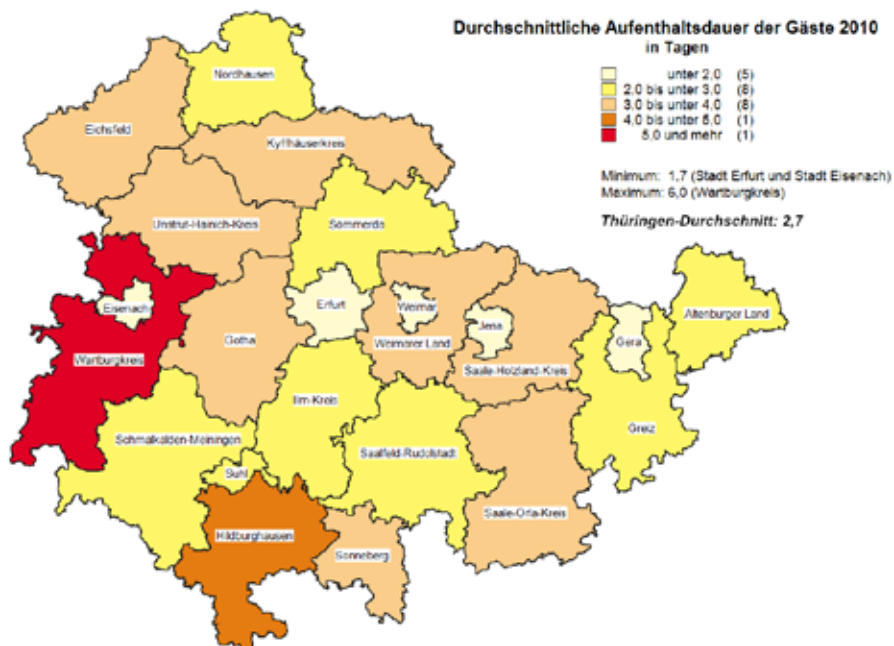 Durchschnittliche Aufenthaltsdauer der Gäste 2010
in Tagen
unter 2,0 (5)
2,0 bis unter 3,0 (8)
3,0 bis unter 4,0 (8)
4,0 bis unter 5,0 (1)
5,0 und mehr (1)
Minimum: 1,7 (Stadt Erfurt und Stadt Eisenach)
Maximum: 6,0 (Wartburgkreis)
Thüringen-Durchschnitt: 2,7
Nordhausen
Eichsfeld
Kyffhäuserkreis
Unstrut-Hainich-Kreis
Sömmerda
Eisenach
Erfurt
Weimar
Jena
Gera
Altenburger Land
Gotha
Weimarer Land
Wartburgkreis
Saale-Holzland-Kreis
Ilm-Kreis
Greiz
Schmalkalden-Meiningen
Saalfeld-Rudolstadt
Suhl
Saale-Orla-Kreis
Hildburghausen
Sonneberg